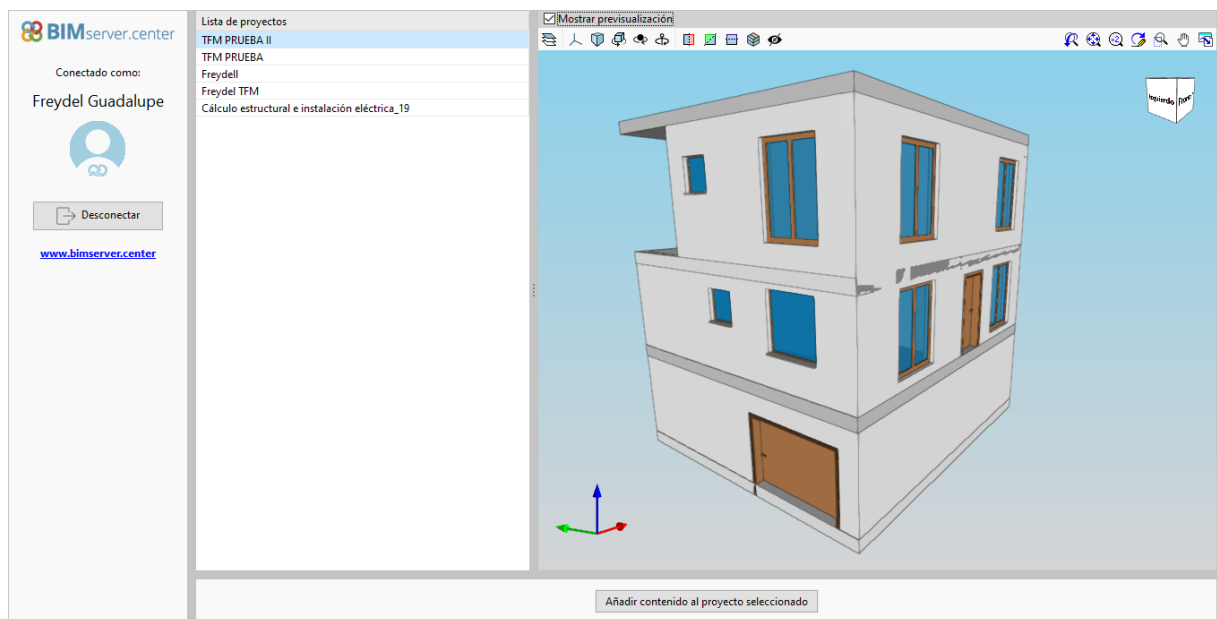 BIMserver.center
Conectado como:
Freydel Guadalupe
Desconectar
www.bimserver.center
Lista de proyectos
TFM PRUEBA II
TFM PRUEBA
Freydell
Freydel TFM
Cálculo estructural e instalación eléctrica_19
Mostrar previsualización
Izquierdo
Añadir contenido al proyecto seleccionado